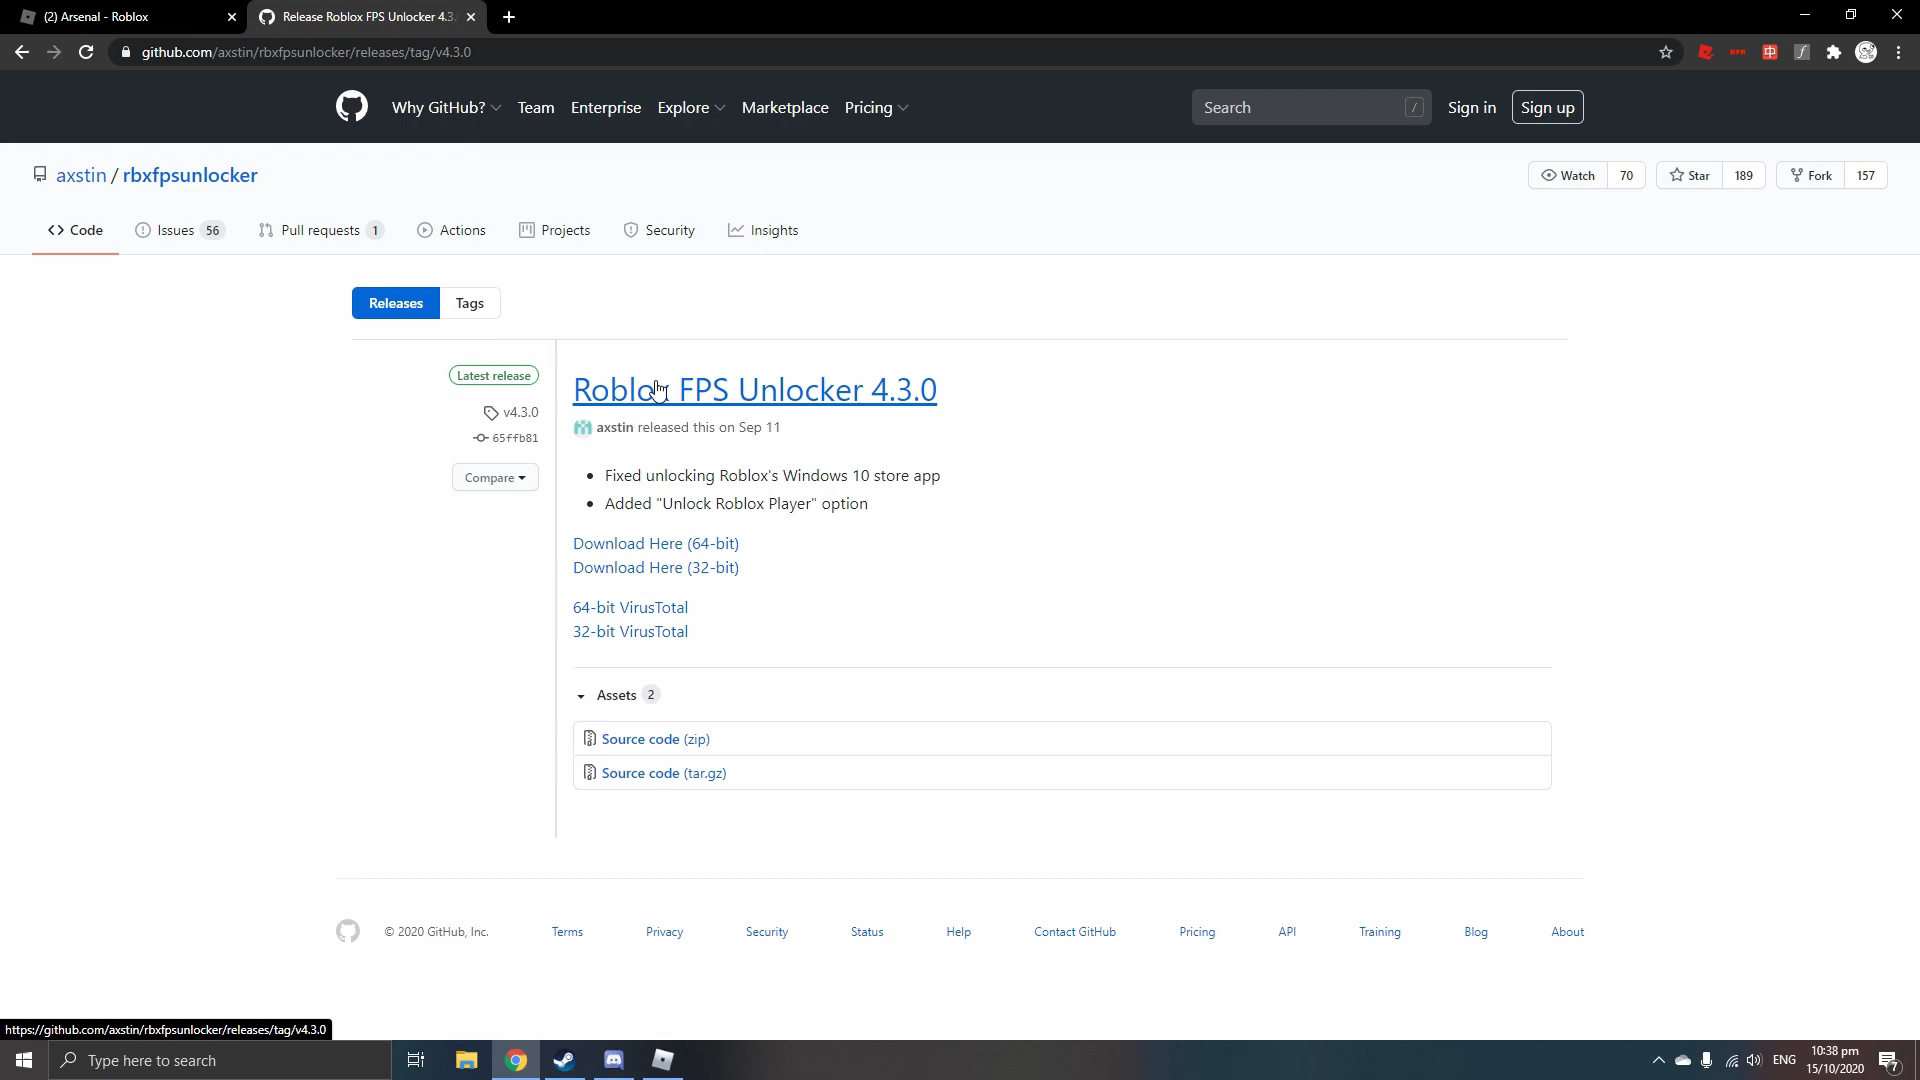 (2) Arsenal - Roblox
Release Roblox FPS Unlocker 4.3.
github.com/axstin/rbxfpsunlocker/releases/tag/v4.3.0
中
f
Why GitHub? Team Enterprise Explore Marketplace Pricing
Search /
Sign in
Sign up
axstin / rbxfpsunlocker
Watch 70
Star 189
Fork 157
<> Code
Issues 56
Pull requests 1
Actions
Projects
Security
Insights
Releases
Tags
Latest release
v4.3.0
65ffb81
Compare
Roblox FPS Unlocker 4.3.0
axstin released this on Sep 11
Fixed unlocking Roblox's Windows 10 store app
Added "Unlock Roblox Player" option
Download Here (64-bit)
Download Here (32-bit)
64-bit VirusTotal
32-bit VirusTotal
Assets 2
Source code (zip)
Source code (tar.gz)
© 2020 GitHub, Inc. Terms Privacy Security Status Help Contact GitHub Pricing API Training Blog About
https://github.com/axstin/rbxfpsunlocker/releases/tag/v4.3.0
Type here to search
ENG
10:38 pm
15/10/2020
7